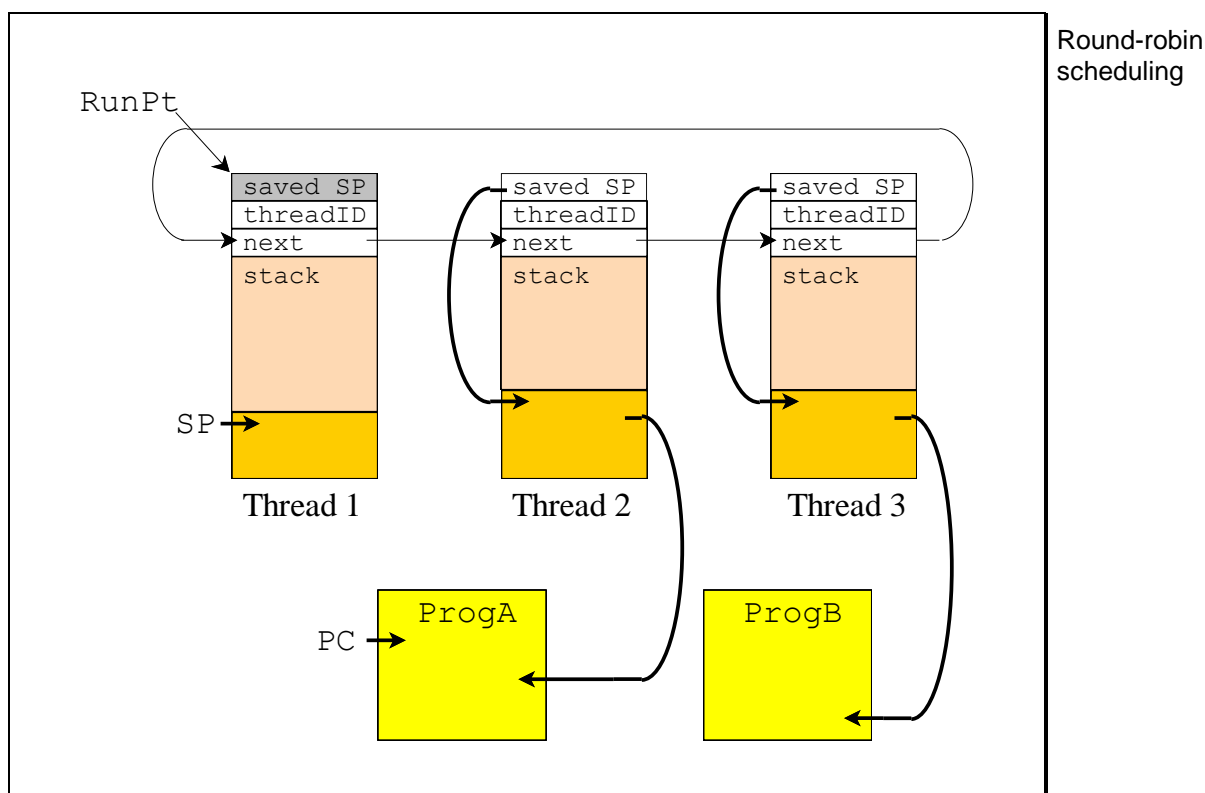 Round-robin
scheduling
RunPt
saved SP
threadID
next
stack
saved SP
threadID
next
stack
saved SP
threadID
next
stack
SP
Thread 1
Thread 2
Thread 3
ProgA
ProgB
PC